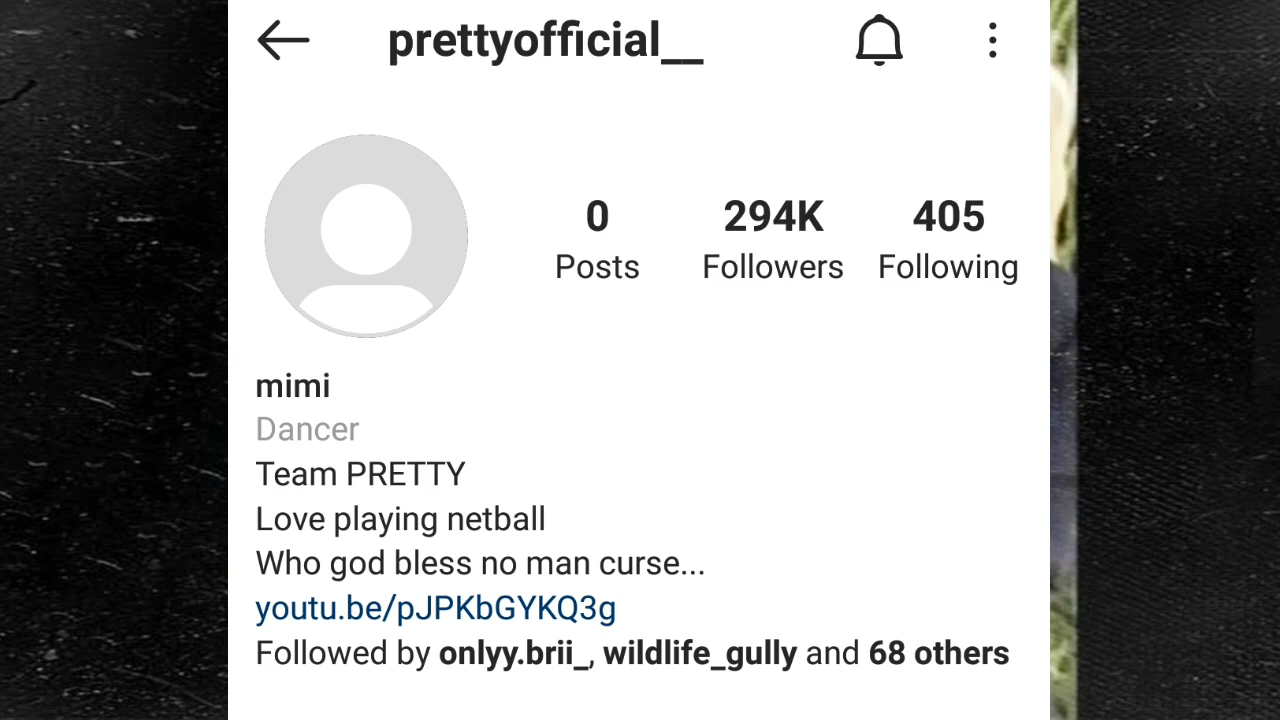 prettyofficial__
0 294K 405
Posts Followers Following
mimi
Dancer
Team PRETTY
Love playing netball
Who god bless no man curse...
youtu.be/pJPKbGYKQ3g
Followed by onlyy.brii_, wildlife_gully and 68 others